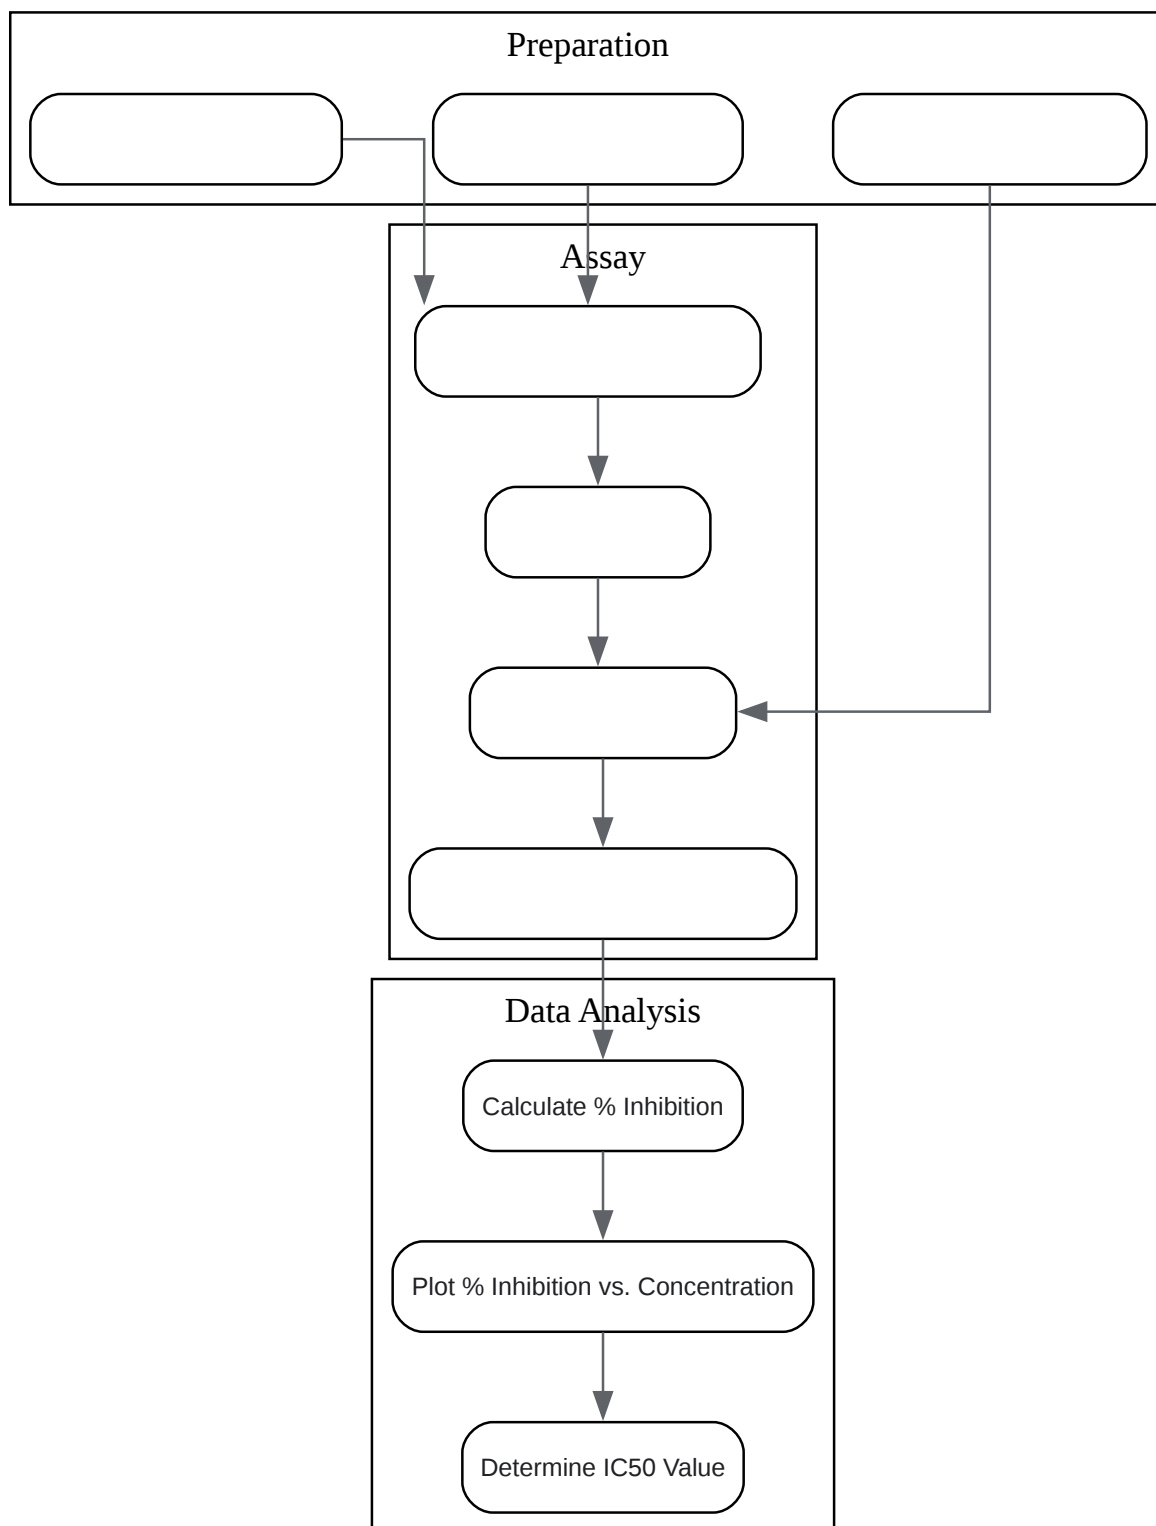 Preparation
Assay
Data Analysis
Calculate % Inhibition
Plot % Inhibition vs. Concentration
Determine IC50 Value